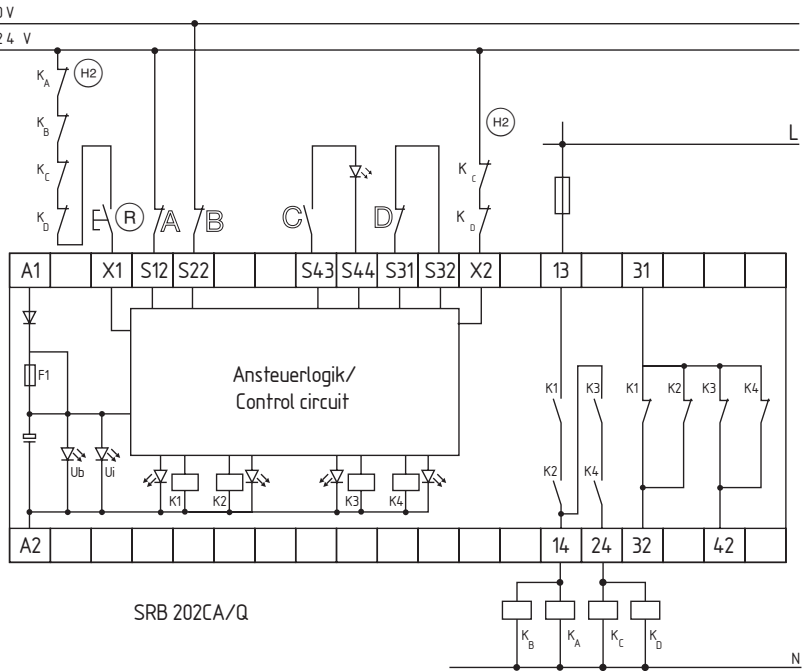 0V
24 V
KA H2
KB
KC
KD
R A B C D
H2
KC
KD
L
A1 X1 S12 S22 S43 S44 S31 S32 X2 13 31
F1
Ansteuerlogik/
Control circuit
K1 K3 K1 K2 K3 K4
Ub Ui
K2 K4
K1 K2 K3 K4
A2 14 24 32 42
SRB 202CA/Q
KB KA KC KD
N